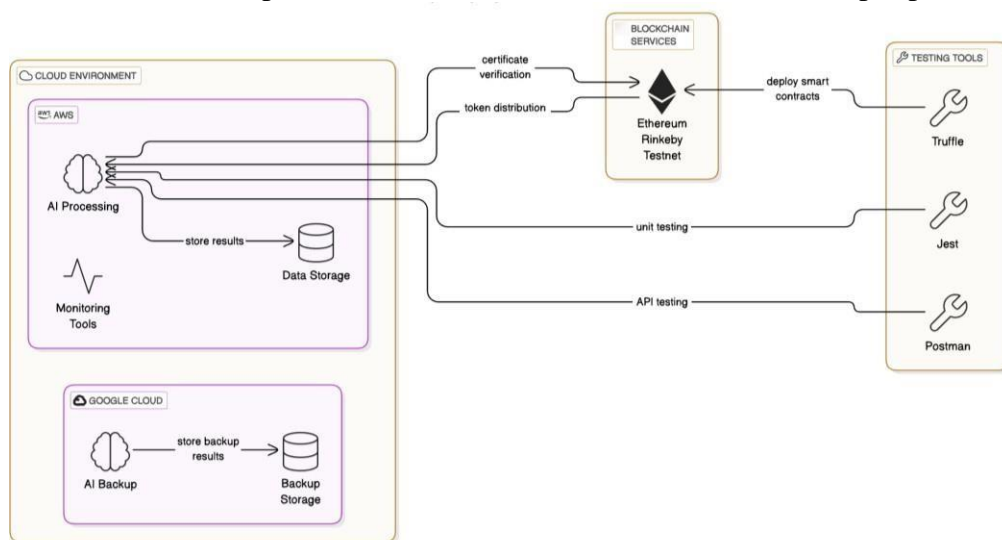 BLOCKCHAIN
SERVICES
CLOUD ENVIRONMENT
certificate
verification
TESTING TOOLS
deploy smart
contracts
aws AWS
token distribution
Ethereum
Rinkeby
Testnet
Truffle
AI Processing
unit testing
store results
Data Storage
Jest
Monitoring
Tools
API testing
Postman
GOOGLE CLOUD
store backup
results
AI Backup
Backup
Storage